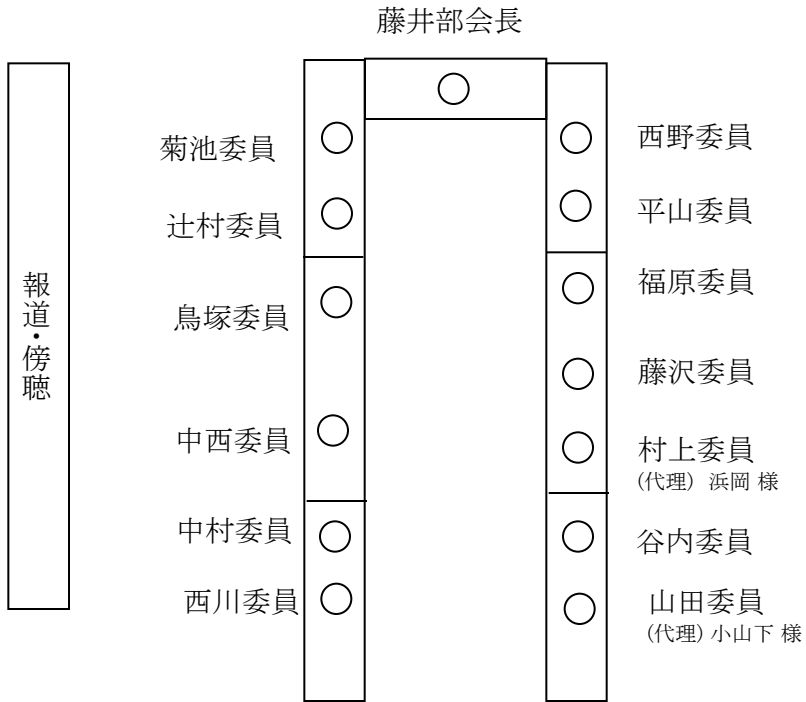 藤井部会長
報道・傍聴
菊池委員
辻村委員
鳥塚委員
中西委員
中村委員
西川委員
西野委員
平山委員
福原委員
藤沢委員
村上委員
(代理) 浜岡 様
谷内委員
山田委員
(代理) 小山下 様